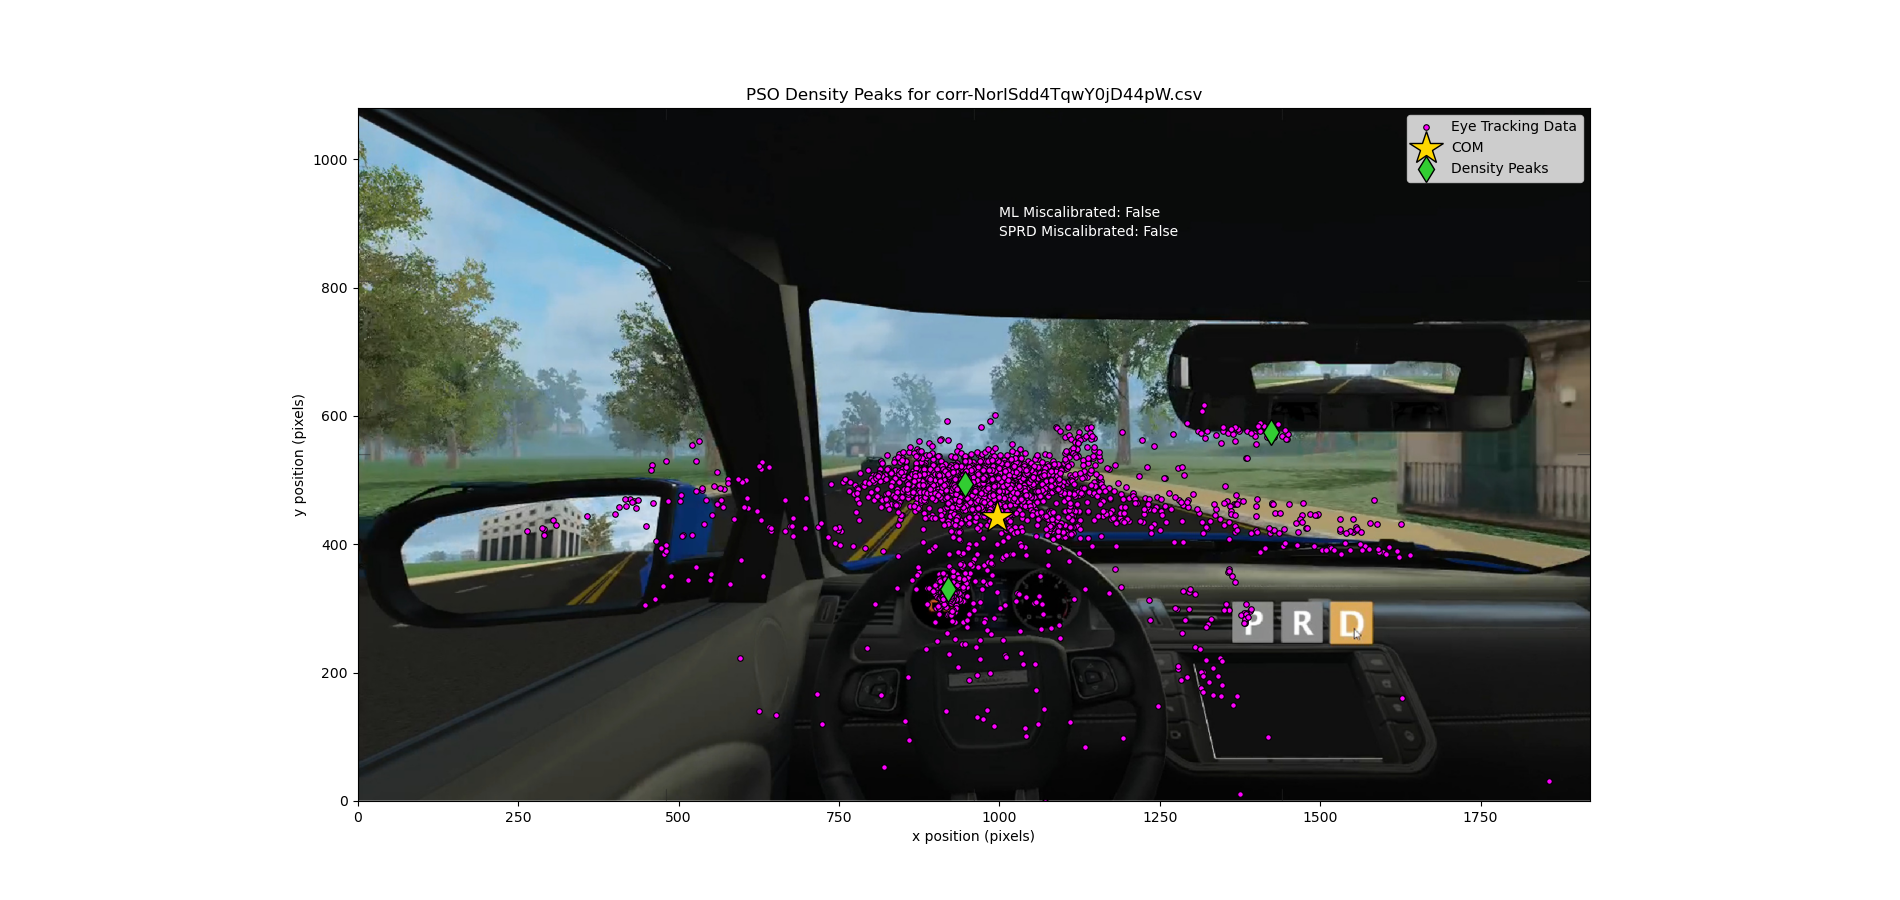 PSO Density Peaks for corr-NorlSdd4TqwY0jD44pW.csv
Eye Tracking Data
COM
Density Peaks
ML Miscalibrated: False
SPRD Miscalibrated: False
y position (pixels)
1000
800
600
400
200
0
P R D
0 250 500 750 1000 1250 1500 1750
x position (pixels)